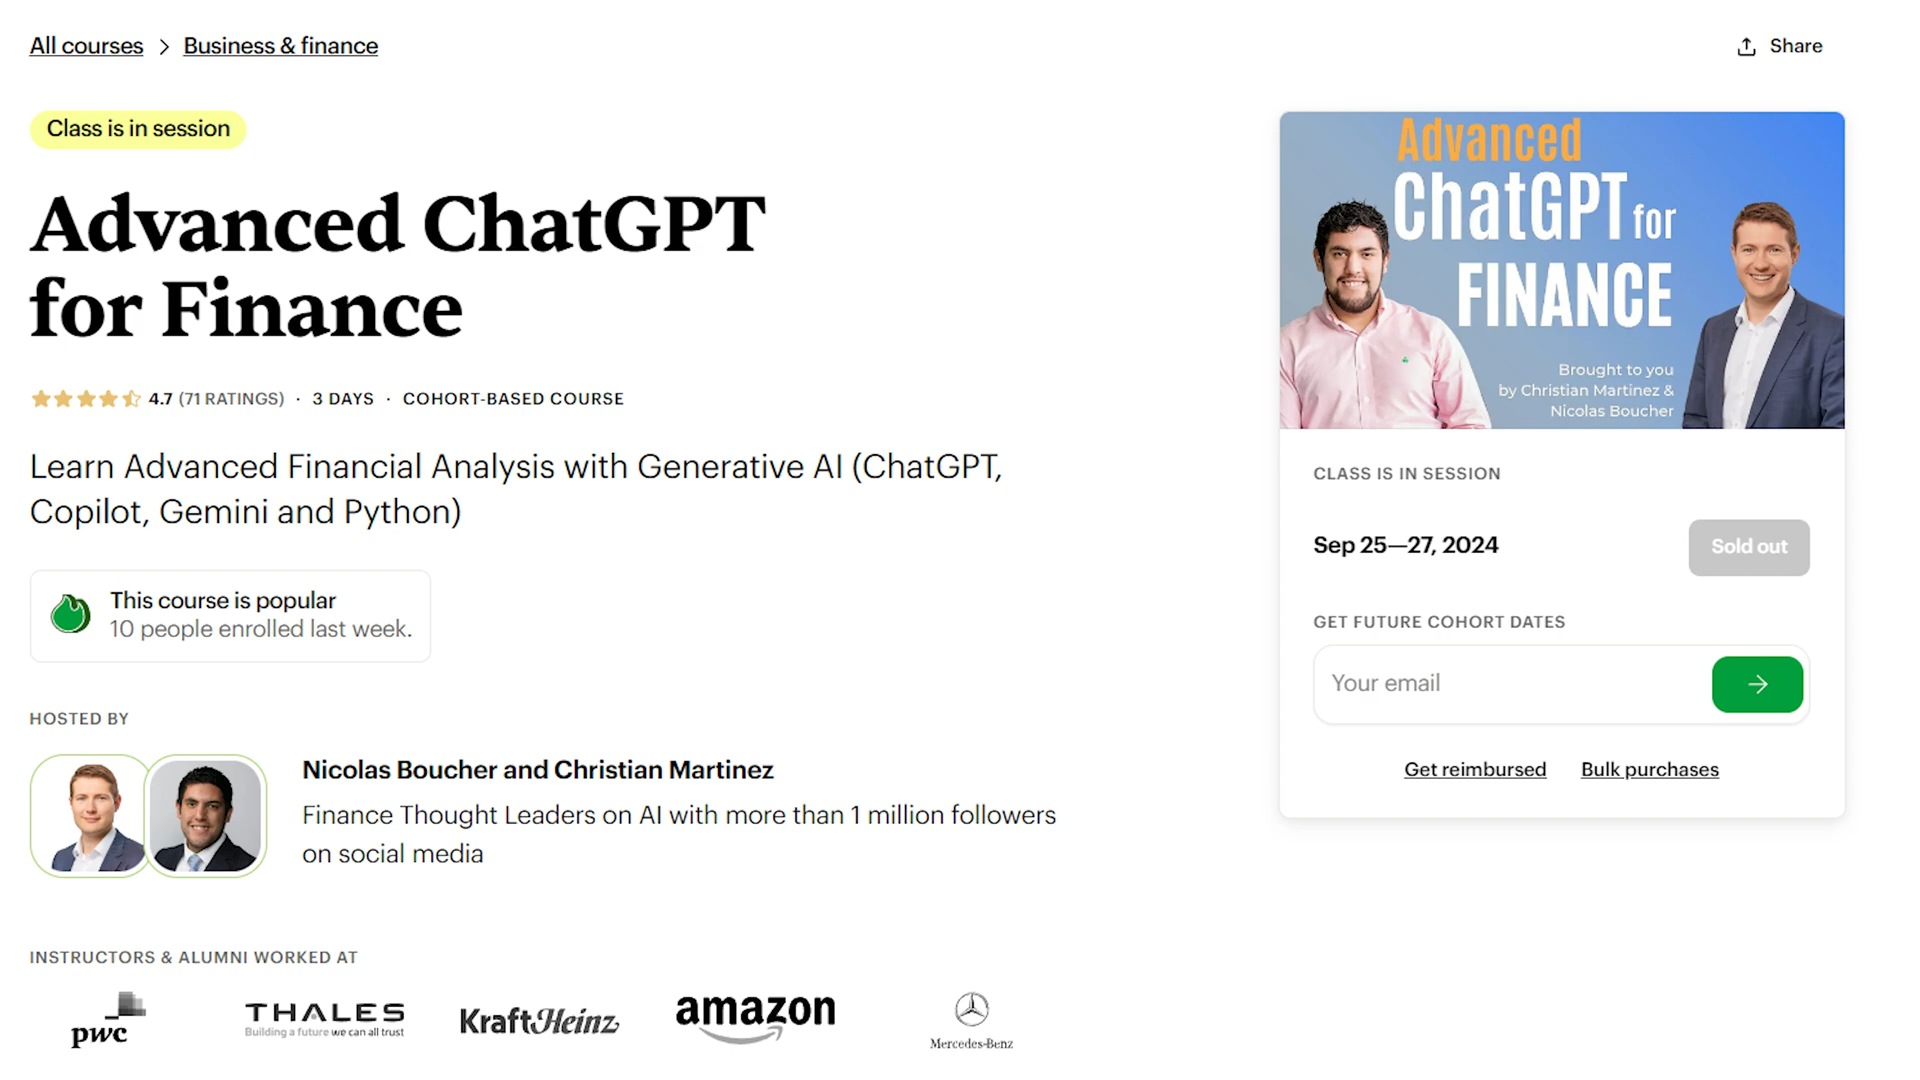 All courses > Business & finance
Share
Class is in session
Advanced ChatGPT
for Finance
4.7 (71 RATINGS) · 3 DAYS · COHORT-BASED COURSE
Learn Advanced Financial Analysis with Generative AI (ChatGPT,
Copilot, Gemini and Python)
This course is popular
10 people enrolled last week.
HOSTED BY
Nicolas Boucher and Christian Martinez
Finance Thought Leaders on AI with more than 1 million followers
on social media
INSTRUCTORS & ALUMNI WORKED AT
pwc
THALES
Building a future we can all trust
KraftHeinz
amazon
Mercedes-Benz
Advanced
ChatGPT for
FINANCE
Brought to you
by Christian Martinez &
Nicolas Boucher
CLASS IS IN SESSION
Sep 25—27, 2024
Sold out
GET FUTURE COHORT DATES
Your email
Get reimbursed
Bulk purchases